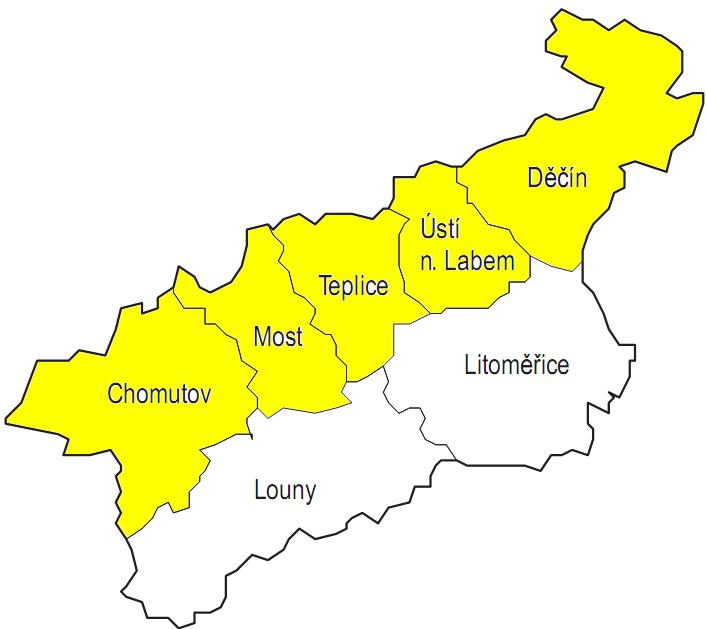 Děčín
Ústí
n. Labem
Teplice
Most
Litoměřice
Chomutov
Louny